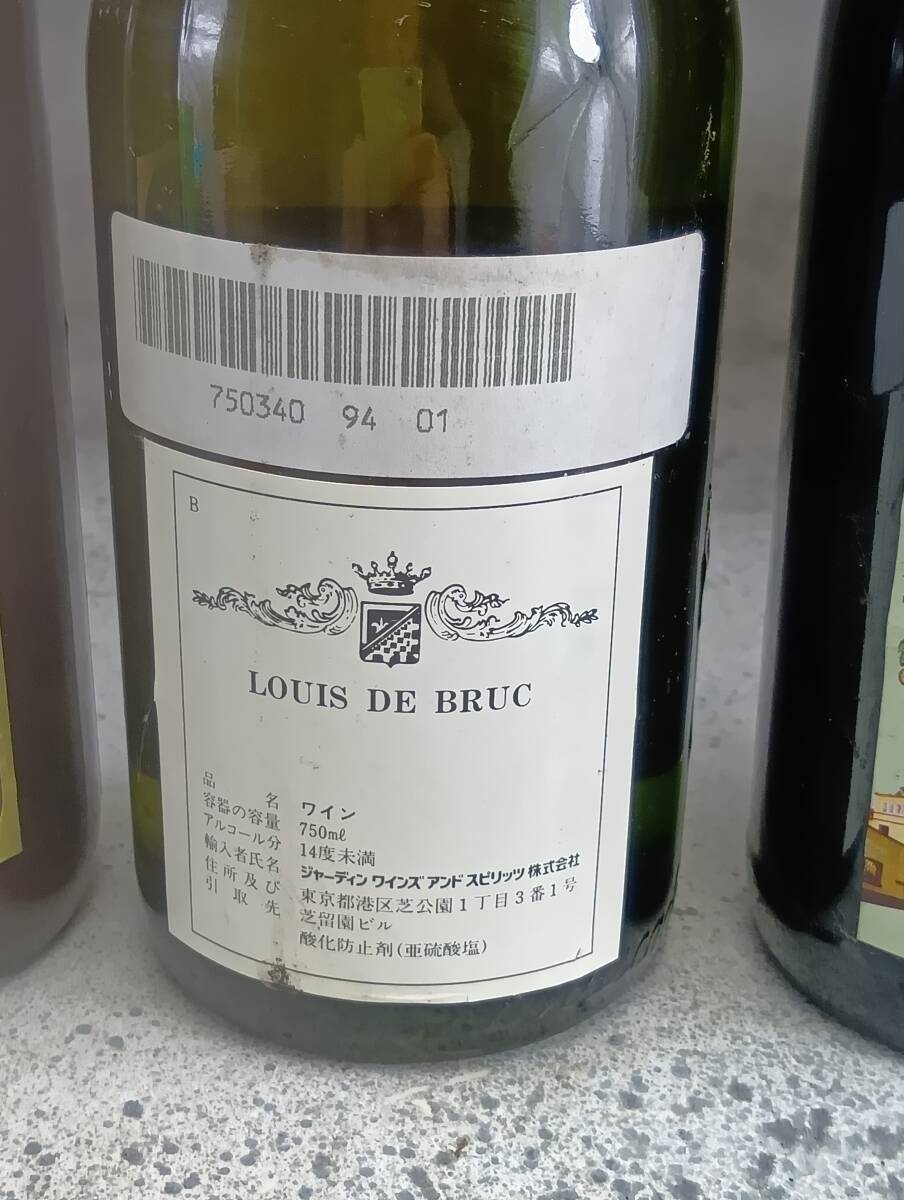 750340 94 01
B
LOUIS DE BRUC
品名 ワイン
容器の容量 750mℓ
アルコール分 14度未満
輸入者氏名 ジャーディン ワインズ アンド スピリッツ 株式会社
住所及び 東京都港区芝公園1丁目3番1号
引取先 芝留園ビル
酸化防止剤(亜硫酸塩)